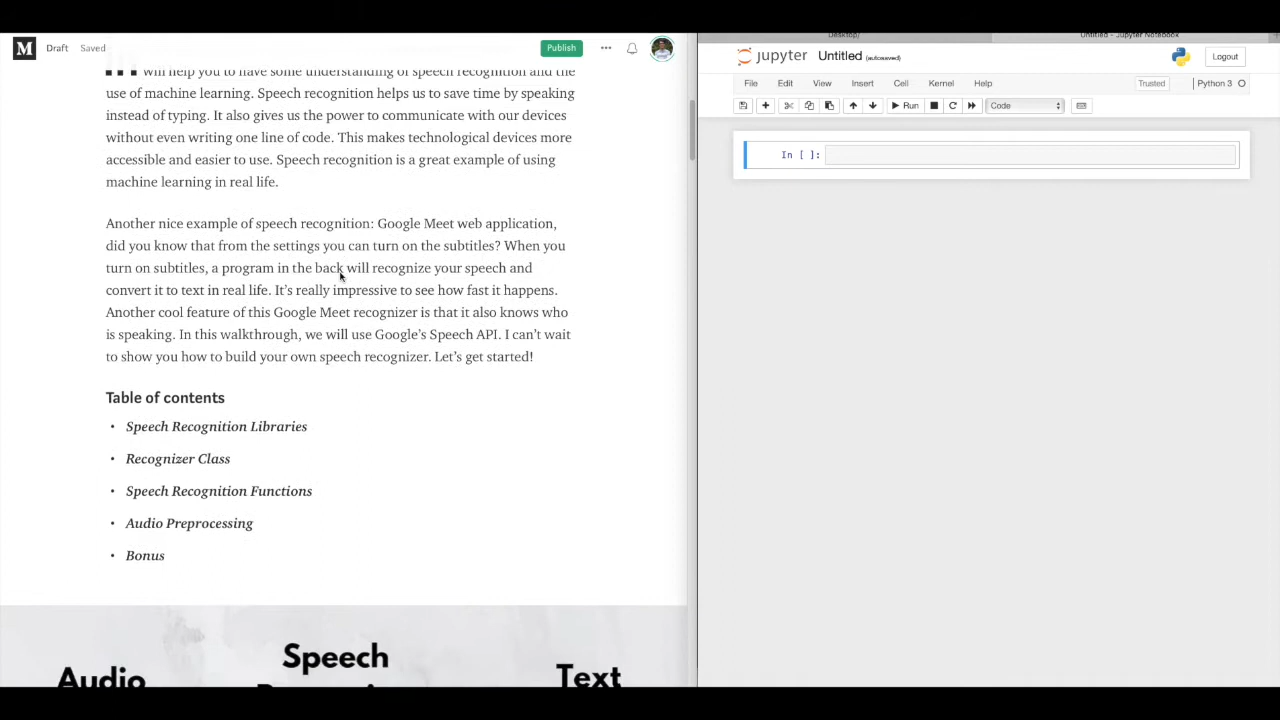 Draft Saved Publish
will help you to have some understanding of speech recognition and the
use of machine learning. Speech recognition helps us to save time by speaking
instead of typing. It also gives us the power to communicate with our devices
without even writing one line of code. This makes technological devices more
accessible and easier to use. Speech recognition is a great example of using
machine learning in real life.
Another nice example of speech recognition: Google Meet web application,
did you know that from the settings you can turn on the subtitles? When you
turn on subtitles, a program in the back will recognize your speech and
convert it to text in real life. It's really impressive to see how fast it happens.
Another cool feature of this Google Meet recognizer is that it also knows who
is speaking. In this walkthrough, we will use Google's Speech API. I can't wait
to show you how to build your own speech recognizer. Let's get started!
Table of contents
• Speech Recognition Libraries
• Recognizer Class
• Speech Recognition Functions
• Audio Preprocessing
• Bonus
Speech
Audio Text
Desktop/ Untitled - Jupyter Notebook
jupyter Untitled (autosaved) Logout
File Edit View Insert Cell Kernel Help Trusted Python 3
Run Code
In [ ]: